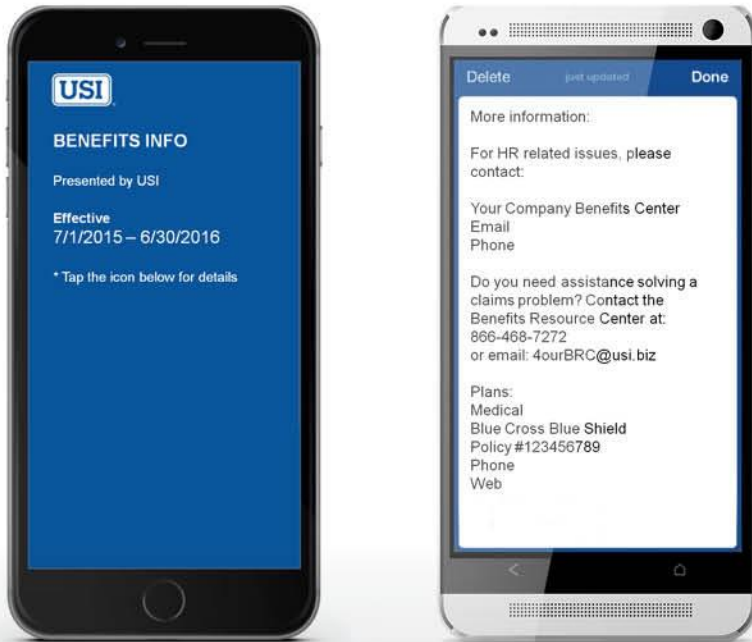 USI
BENEFITS INFO
Presented by USI
Effective
7/1/2015 – 6/30/2016
* Tap the icon below for details
Delete just updated Done
More information:
For HR related issues, please
contact:
Your Company Benefits Center
Email
Phone
Do you need assistance solving a
claims problem? Contact the
Benefits Resource Center at:
866-468-7272
or email: 4ourBRC@usi.biz
Plans:
Medical
Blue Cross Blue Shield
Policy #123456789
Phone
Web